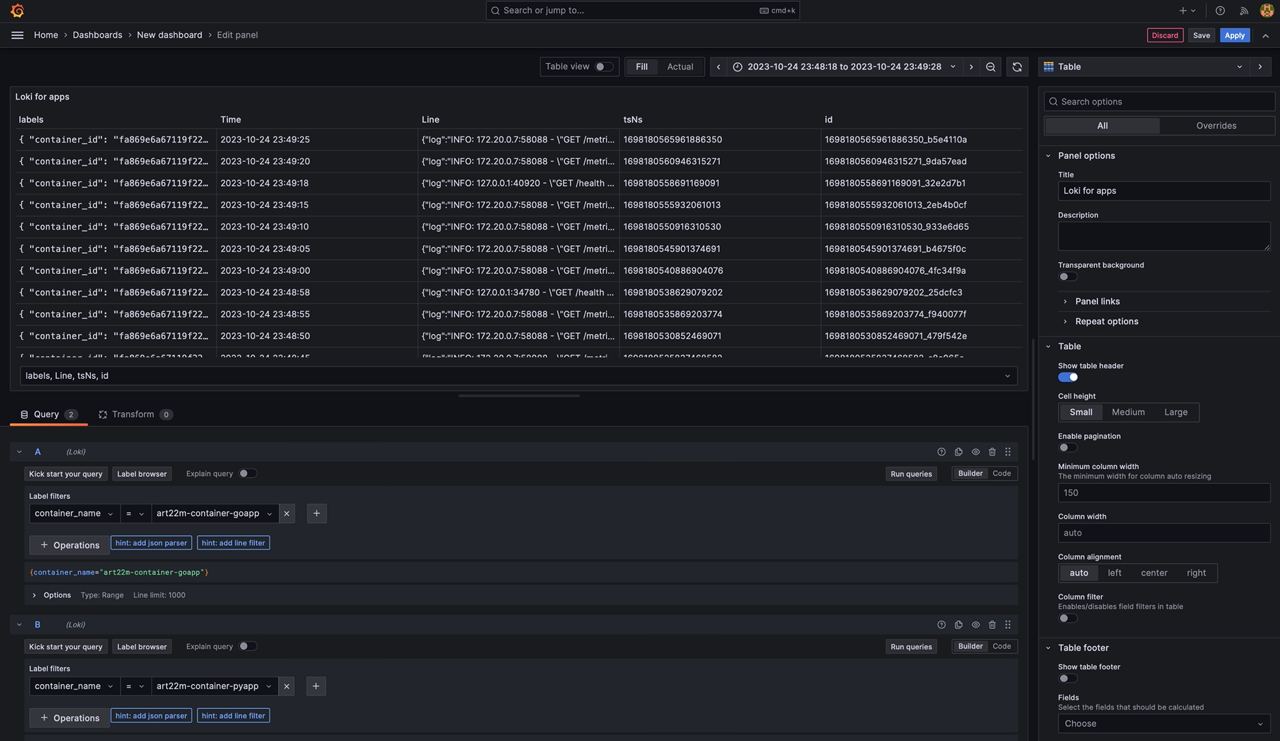 Search or jump to... cmd+k
Home › Dashboards › New dashboard › Edit panel Discard Save Apply
Table view Fill Actual 2023-10-24 23:48:18 to 2023-10-24 23:49:28 Table
Loki for apps
labels Time Line tsNs id
{ "container_id": "fa869e6a67119f22… 2023-10-24 23:49:25 {"log":"INFO: 172.20.0.7:58088 - \"GET /metri… 1698180565961886350 1698180565961886350_b5e4110a
{ "container_id": "fa869e6a67119f22… 2023-10-24 23:49:20 {"log":"INFO: 172.20.0.7:58088 - \"GET /metri… 1698180560946315271 1698180560946315271_9da57ead
{ "container_id": "fa869e6a67119f22… 2023-10-24 23:49:18 {"log":"INFO: 127.0.0.1:40920 - \"GET /health … 1698180558691169091 1698180558691169091_32e2d7b1
{ "container_id": "fa869e6a67119f22… 2023-10-24 23:49:15 {"log":"INFO: 172.20.0.7:58088 - \"GET /metri… 1698180555932061013 1698180555932061013_2eb4b0cf
{ "container_id": "fa869e6a67119f22… 2023-10-24 23:49:10 {"log":"INFO: 172.20.0.7:58088 - \"GET /metri… 1698180550916310530 1698180550916310530_933e6d65
{ "container_id": "fa869e6a67119f22… 2023-10-24 23:49:05 {"log":"INFO: 172.20.0.7:58088 - \"GET /metri… 1698180545901374691 1698180545901374691_b4675f0c
{ "container_id": "fa869e6a67119f22… 2023-10-24 23:49:00 {"log":"INFO: 172.20.0.7:58088 - \"GET /metri… 1698180540886904076 1698180540886904076_4fc34f9a
{ "container_id": "fa869e6a67119f22… 2023-10-24 23:48:58 {"log":"INFO: 127.0.0.1:34780 - \"GET /health … 1698180538629079202 1698180538629079202_25dcfc3
{ "container_id": "fa869e6a67119f22… 2023-10-24 23:48:55 {"log":"INFO: 172.20.0.7:58088 - \"GET /metri… 1698180535869203774 1698180535869203774_f940077f
{ "container_id": "fa869e6a67119f22… 2023-10-24 23:48:50 {"log":"INFO: 172.20.0.7:58088 - \"GET /metri… 1698180530852469071 1698180530852469071_479f542e
labels, Line, tsNs, id
Query 2 Transform 0
A (Loki)
Kick start your query Label browser Explain query Run queries Builder Code
Label filters
container_name = art22m-container-goapp × +
+ Operations hint: add json parser hint: add line filter
{container_name="art22m-container-goapp"}
› Options Type: Range Line limit: 1000
B (Loki)
Kick start your query Label browser Explain query Run queries Builder Code
Label filters
container_name = art22m-container-pyapp × +
+ Operations hint: add json parser hint: add line filter
Search options
All Overrides
Panel options
Title
Loki for apps
Description
Transparent background
› Panel links
› Repeat options
Table
Show table header
Cell height
Small Medium Large
Enable pagination
Minimum column width
The minimum width for column auto resizing
150
Column width
auto
Column alignment
auto left center right
Column filter
Enables/disables field filters in table
Table footer
Show table footer
Fields
Select the fields that should be calculated
Choose